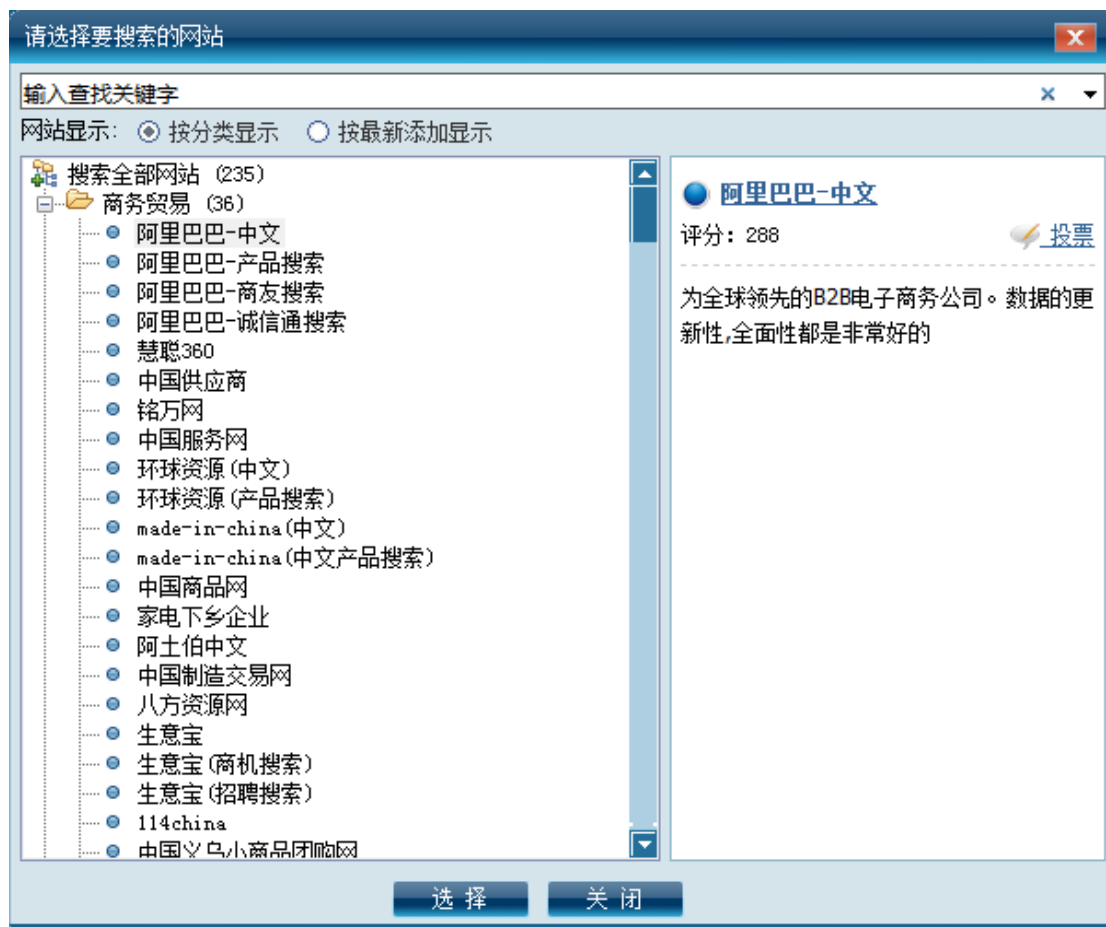 请选择要搜索的网站
输入查找关键字
网站显示: 按分类显示 按最新添加显示
搜索全部网站 (235)
商务贸易 (36)
阿里巴巴-中文
阿里巴巴-产品搜索
阿里巴巴-商友搜索
阿里巴巴-诚信通搜索
慧聪360
中国供应商
铭万网
中国服务网
环球资源(中文)
环球资源(产品搜索)
made-in-china(中文)
made-in-china(中文产品搜索)
中国商品网
家电下乡企业
阿土伯中文
中国制造交易网
八方资源网
生意宝
生意宝(商机搜索)
生意宝(招聘搜索)
114china
中国义乌小商品团购网
阿里巴巴-中文
评分: 288 投票
为全球领先的B2B电子商务公司。数据的更
新性,全面性都是非常好的
选择 关闭